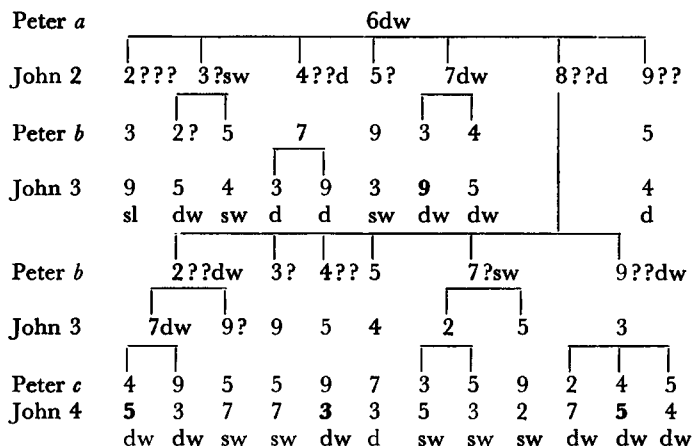 Peter a 6dw
John 2 2??? 3?sw 4??d 5? 7dw 8??d 9??
Peter b 3 2? 5 7 9 3 4 5
John 3 9 5 4 3 9 3 9 5 4
sl dw sw d d sw dw dw d
Peter b 2??dw 3? 4?? 5 7?sw 9??dw
John 3 7dw 9? 9 5 4 2 5 3
Peter c 4 9 5 5 9 7 3 5 9 2 4 5
John 4 5 3 7 7 3 3 5 3 2 7 5 4
dw dw sw sw dw d sw sw sw dw dw dw